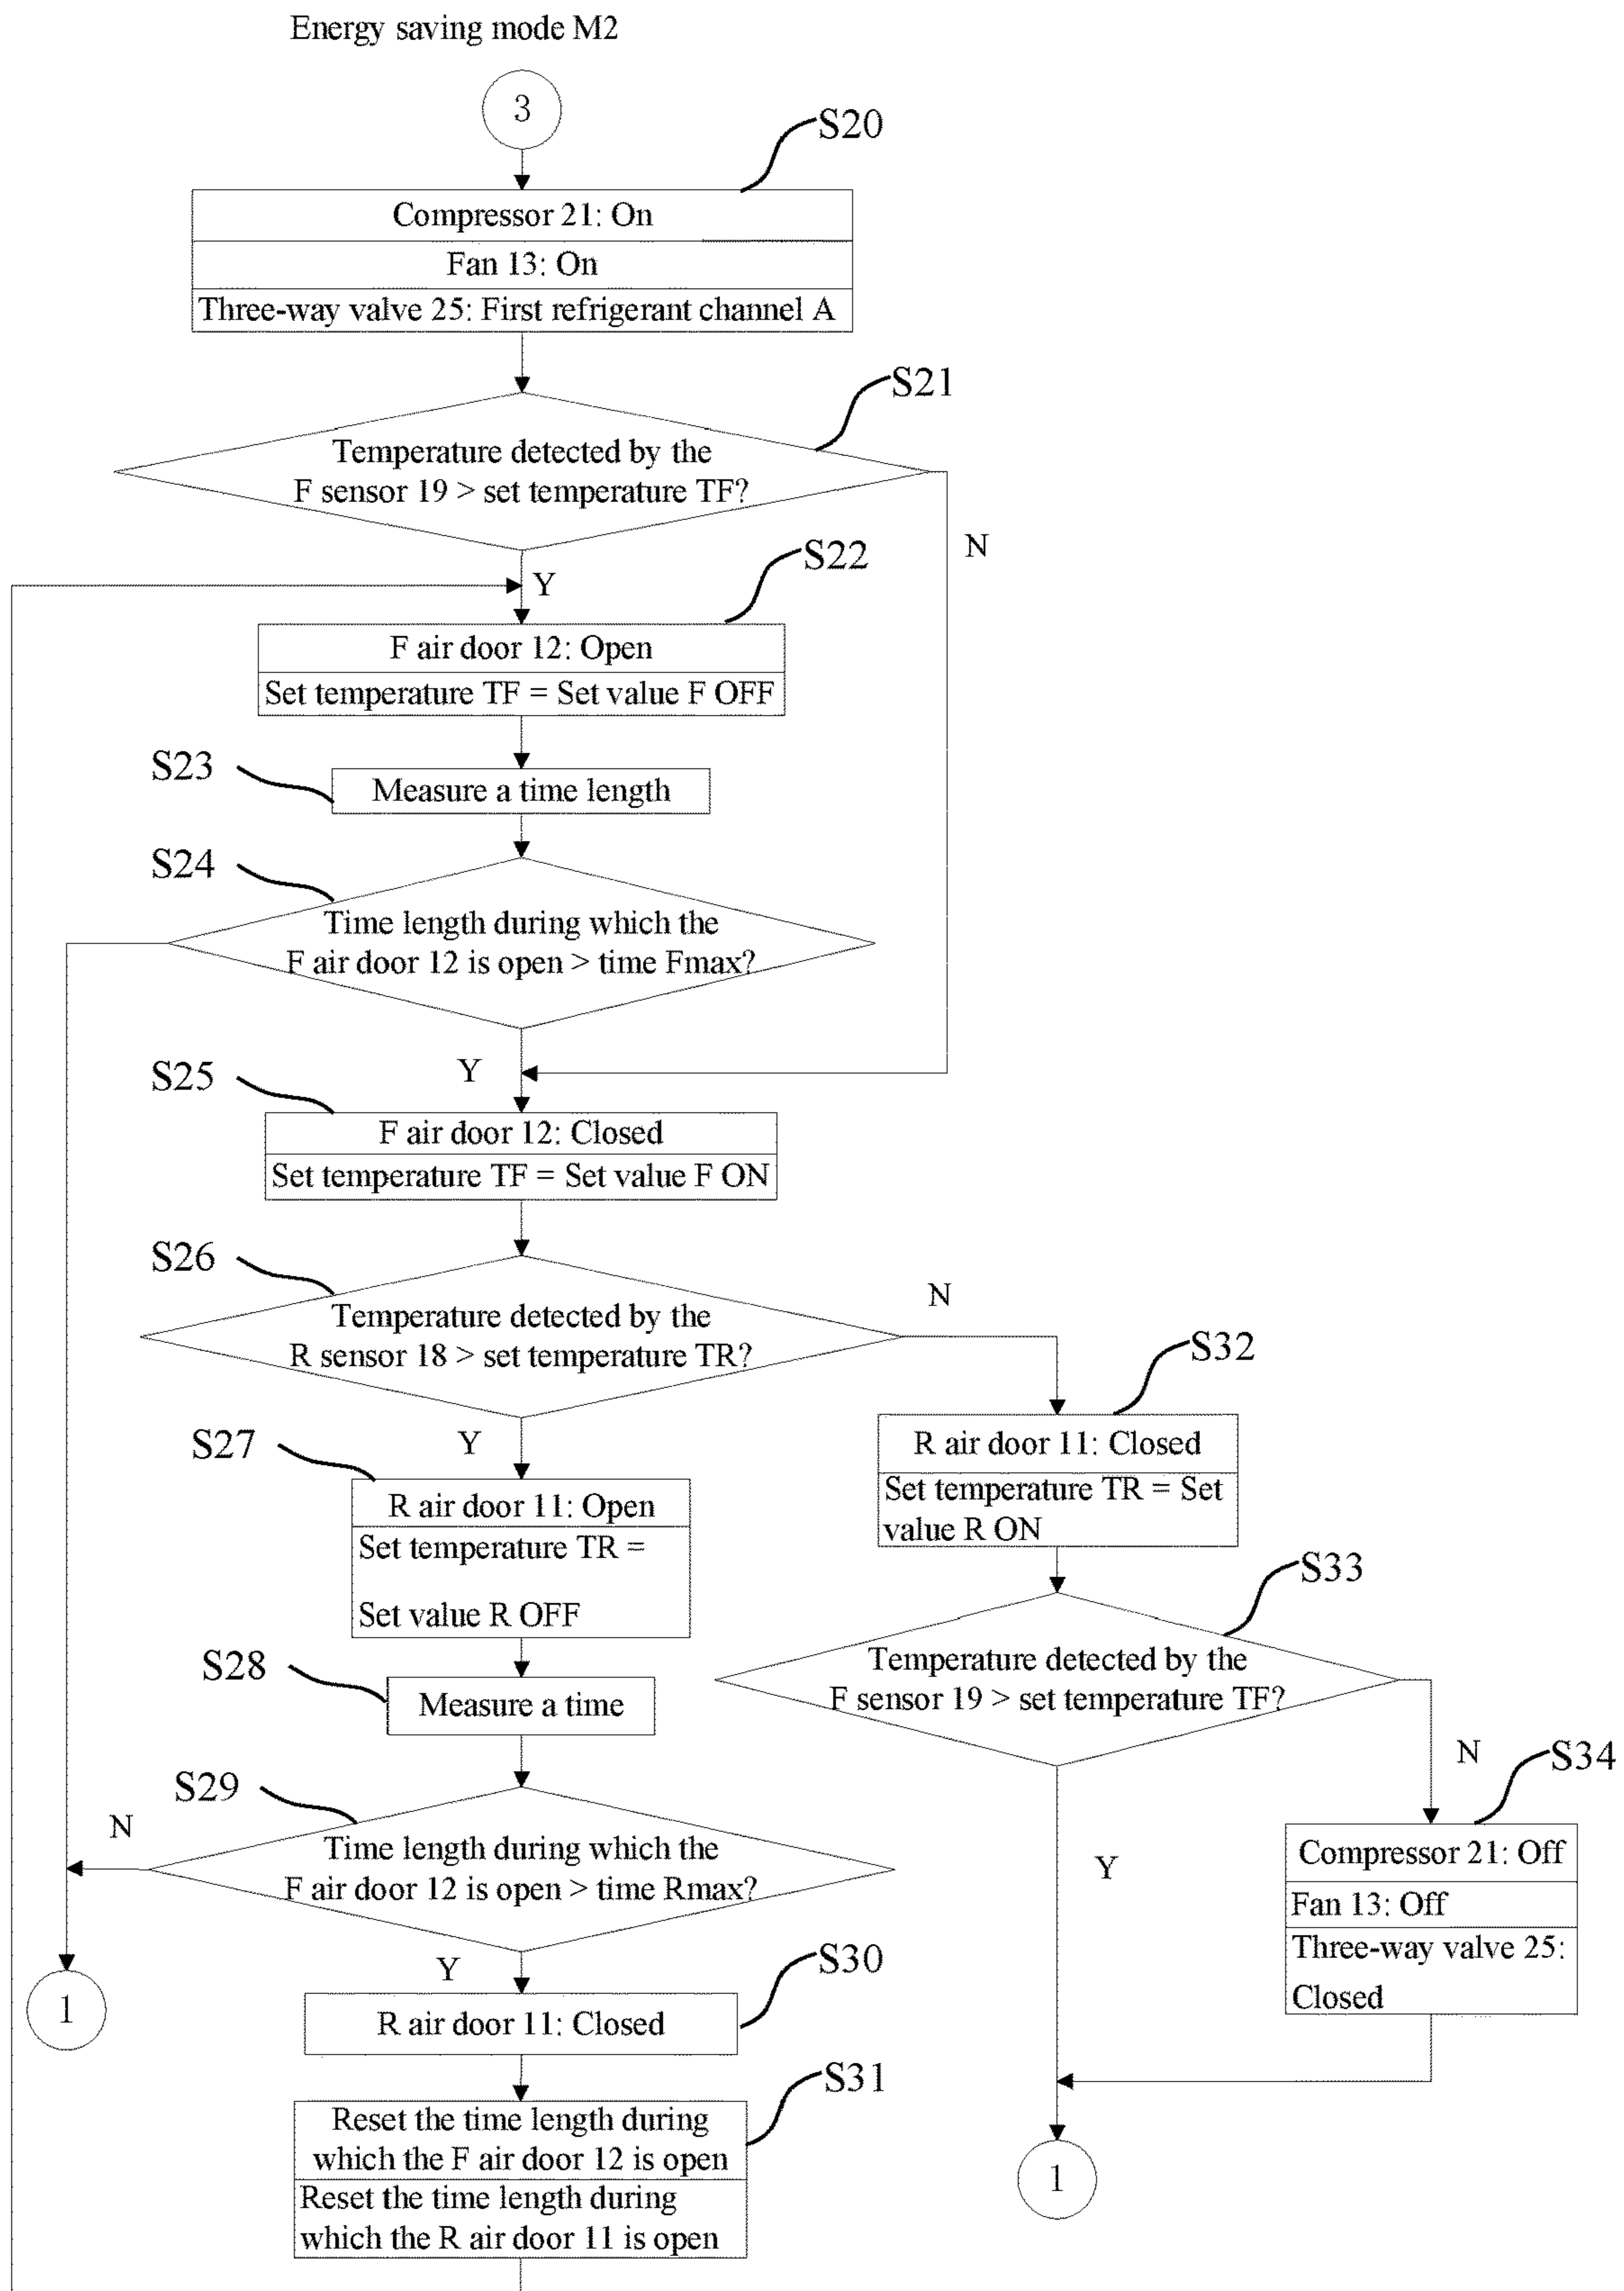 Energy saving mode M2
3
S20
Compressor 21: On
Fan 13: On
Three-way valve 25: First refrigerant channel A
S21
Temperature detected by the
F sensor 19 > set temperature TF?
N
S22
Y
F air door 12: Open
Set temperature TF = Set value F OFF
S23
Measure a time length
S24
Time length during which the
F air door 12 is open > time Fmax?
Y
S25
F air door 12: Closed
Set temperature TF = Set value F ON
S26
N
Temperature detected by the
R sensor 18 > set temperature TR?
S32
Y
S27
R air door 11: Closed
Set temperature TR = Set
value R ON
R air door 11: Open
Set temperature TR =
Set value R OFF
S33
S28
Measure a time
Temperature detected by the
F sensor 19 > set temperature TF?
N
S34
S29
N
Time length during which the
F air door 12 is open > time Rmax?
Y
Compressor 21: Off
Fan 13: Off
Three-way valve 25:
Closed
Y
S30
1
R air door 11: Closed
S31
Reset the time length during
which the F air door 12 is open
Reset the time length during
which the R air door 11 is open
1